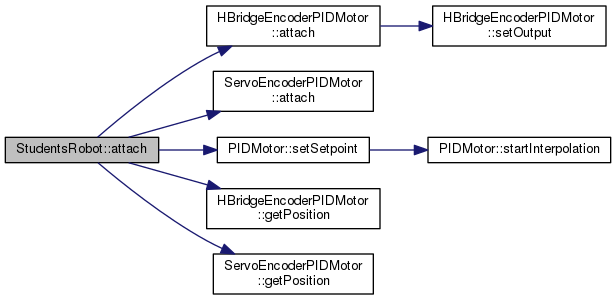 HBridgeEncoderPIDMotor
::attach
HBridgeEncoderPIDMotor
::setOutput
ServoEncoderPIDMotor
::attach
StudentsRobot::attach
PIDMotor::setSetpoint
PIDMotor::startInterpolation
HBridgeEncoderPIDMotor
::getPosition
ServoEncoderPIDMotor
::getPosition